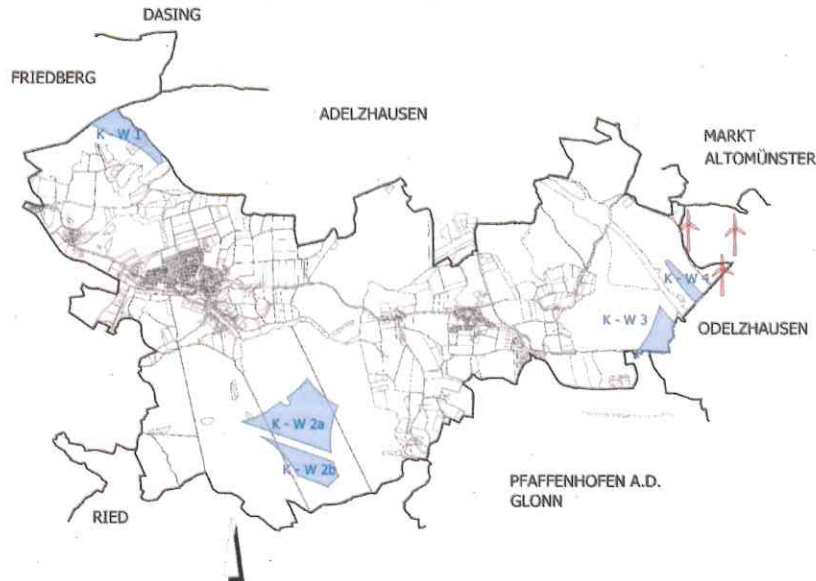 DASING
FRIEDBERG
ADELZHAUSEN
K - W 1
MARKT
ALTOMÜNSTER
K - W 4
K - W 3
ODELZHAUSEN
K - W 2a
K - W 2b
PFAFFENHOFEN A.D.
GLONN
RIED